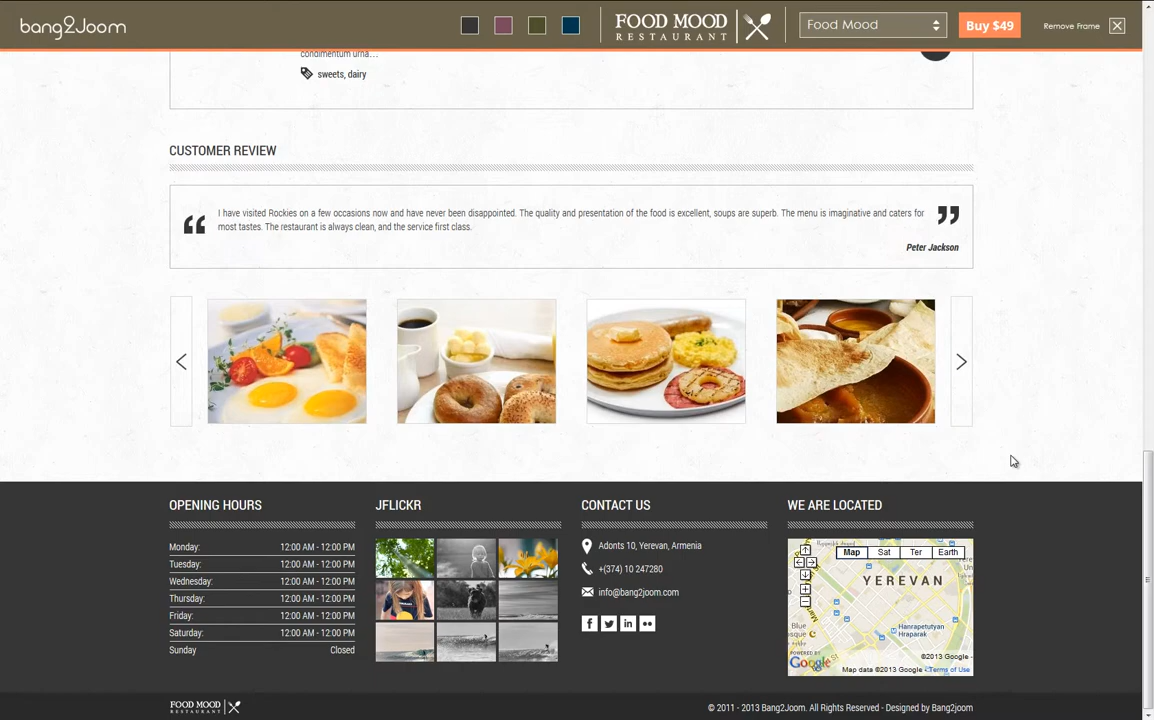 bang2Joom
FOOD MOOD
RESTAURANT
Food Mood
Buy $49
Remove Frame
condimentum urna...
sweets, dairy
CUSTOMER REVIEW
I have visited Rockies on a few occasions now and have never been disappointed. The quality and presentation of the food is excellent, soups are superb. The menu is imaginative and caters for
most tastes. The restaurant is always clean, and the service first class.
Peter Jackson
OPENING HOURS
Monday: 12:00 AM - 12:00 PM
Tuesday: 12:00 AM - 12:00 PM
Wednesday: 12:00 AM - 12:00 PM
Thursday: 12:00 AM - 12:00 PM
Friday: 12:00 AM - 12:00 PM
Saturday: 12:00 AM - 12:00 PM
Sunday Closed
JFLICKR
CONTACT US
Adonts 10, Yerevan, Armenia
+(374) 10 247280
info@bang2joom.com
WE ARE LOCATED
Map Sat Ter Earth
YEREVAN
Blue
Hanrapetutyan
Hraparak
POWERED BY
Google
©2013 Google -
Map data ©2013 Google - Terms of Use
FOOD MOOD
RESTAURANT
© 2011 - 2013 Bang2Joom. All Rights Reserved - Designed by Bang2joom